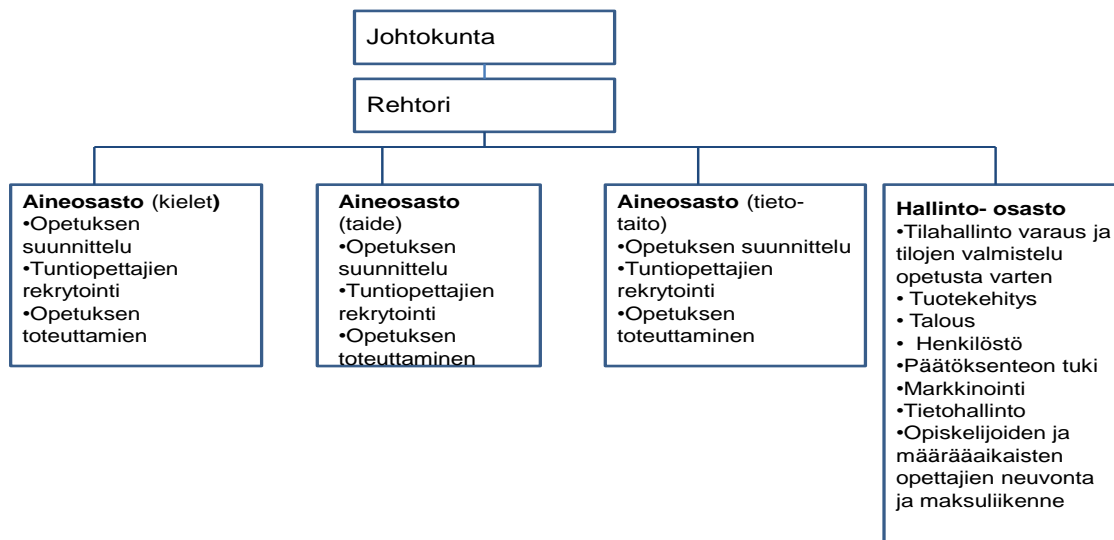 Johtokunta
Rehtori
Aineosasto (kielet)
•Opetuksen
suunnittelu
•Tuntiopettajien
rekrytointi
•Opetuksen
toteuttamien
Aineosasto
(taide)
•Opetuksen
suunnittelu
•Tuntiopettajien
rekrytointi
•Opetuksen
toteuttaminen
Aineosasto (tieto-
taito)
•Opetuksen suunnittelu
•Tuntiopettajien
rekrytointi
•Opetuksen
toteuttaminen
Hallinto- osasto
•Tilahallinto varaus ja
tilojen valmistelu
opetusta varten
• Tuotekehitys
• Talous
• Henkilöstö
•Päätöksenteon tuki
•Markkinointi
•Tietohallinto
•Opiskelijoiden ja
määrääaikaisten
opettajien neuvonta
ja maksuliikenne